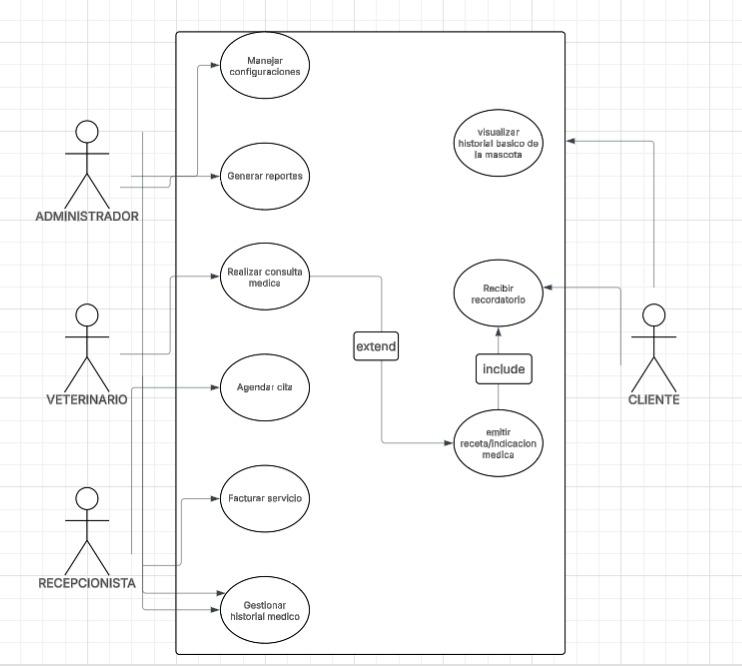 Manejar
configuraciones
visualizar
historial basico de
la mascota
ADMINISTRADOR
Generar reportes
Realizar consulta
medica
Recibir
recordatorio
extend
include
VETERINARIO
Agendar cita
CLIENTE
emitir
receta/indicacion
medica
Facturar servicio
RECEPCIONISTA
Gestionar
historial medico